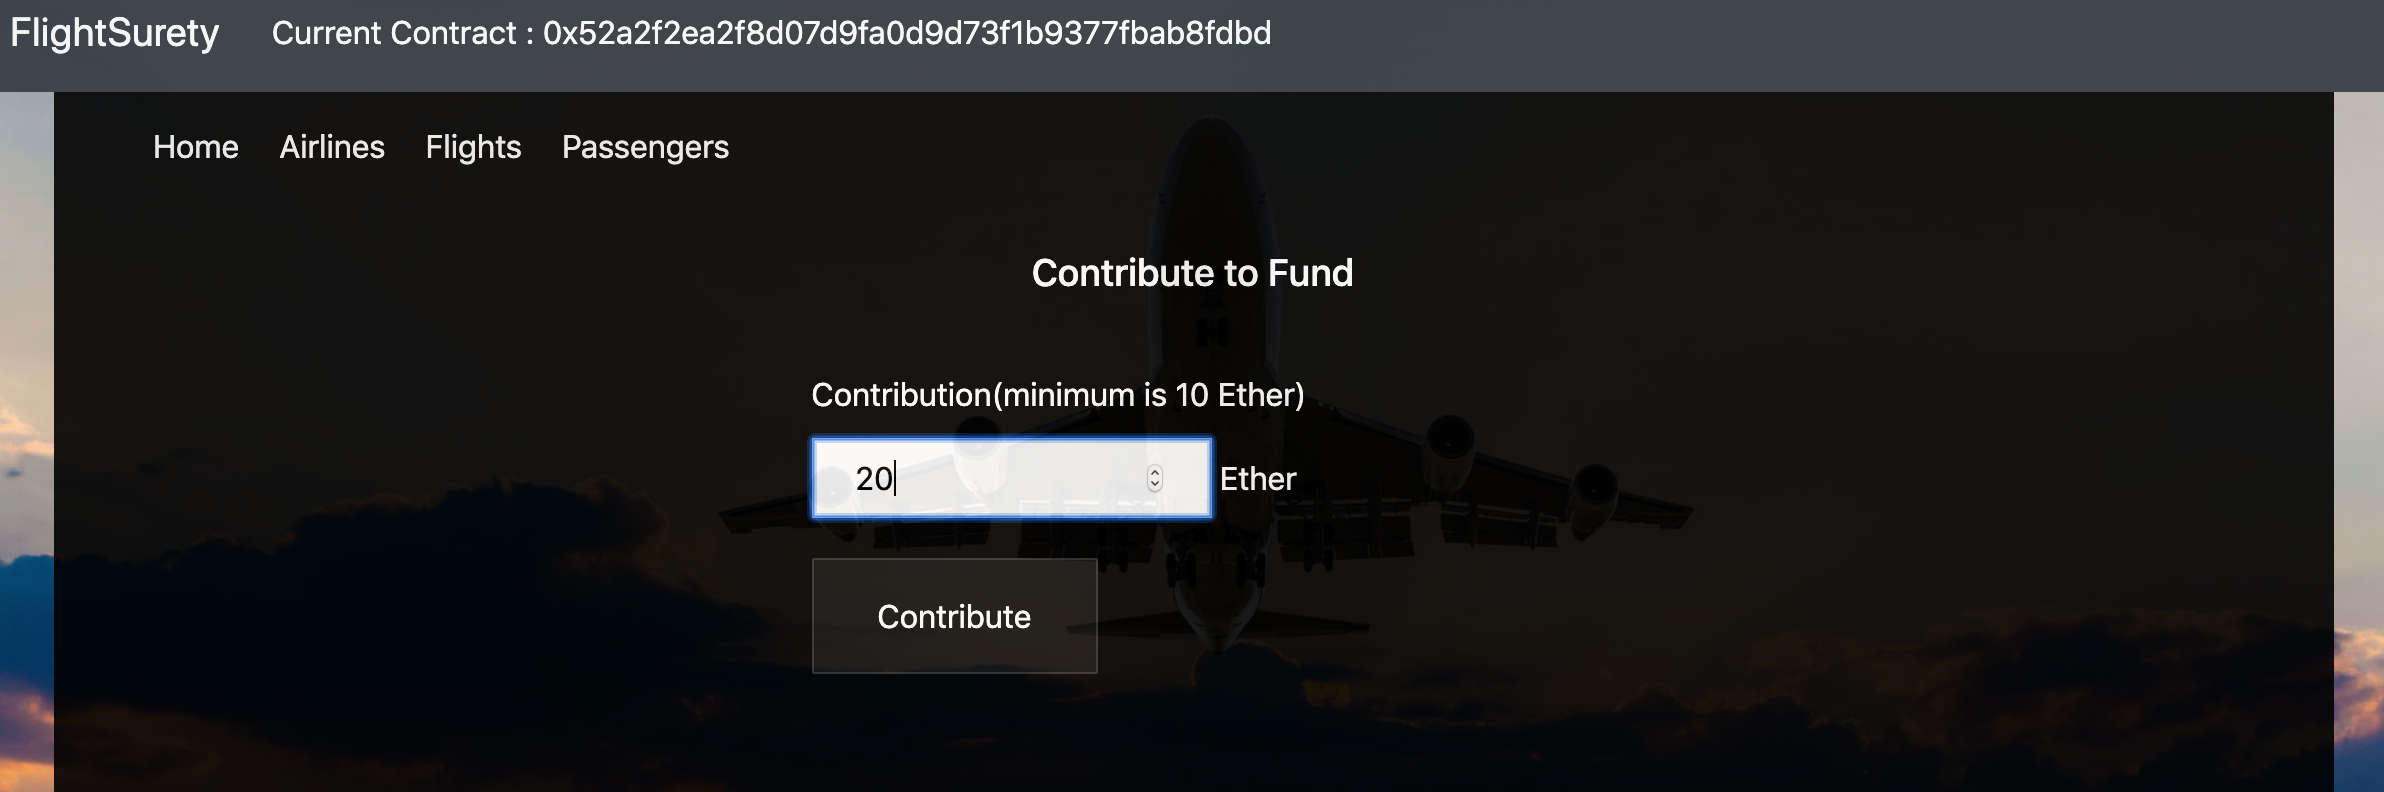 FlightSurety Current Contract : 0x52a2f2ea2f8d07d9fa0d9d73f1b9377fbab8fdbd
Home Airlines Flights Passengers
Contribute to Fund
Contribution(minimum is 10 Ether)
20 Ether
Contribute